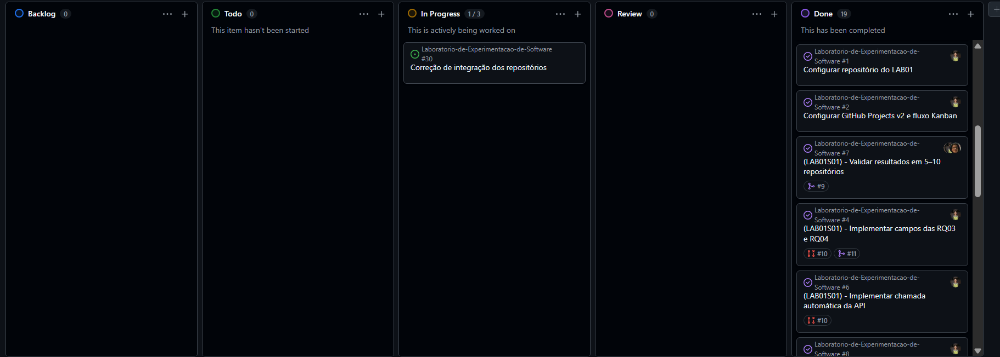 Backlog 0
Todo 0
This item hasn't been started
In Progress 1 / 3
This is actively being worked on
Laboratorio-de-Experimentacao-de-Software
#30
Correção de integração dos repositórios
Review 0
Done 19
This has been completed
Laboratorio-de-Experimentacao-de-
Software #1
Configurar repositório do LAB01
Laboratorio-de-Experimentacao-de-
Software #2
Configurar GitHub Projects v2 e fluxo Kanban
Laboratorio-de-Experimentacao-de-
Software #7
(LAB01S01) - Validar resultados em 5–10
repositórios
#9
Laboratorio-de-Experimentacao-de-
Software #4
(LAB01S01) - Implementar campos das RQ03
e RQ04
#10 #11
Laboratorio-de-Experimentacao-de-
Software #6
(LAB01S01) - Implementar chamada
automática da API
#10
Laboratorio-de-Experimentacao-de-
Software #8